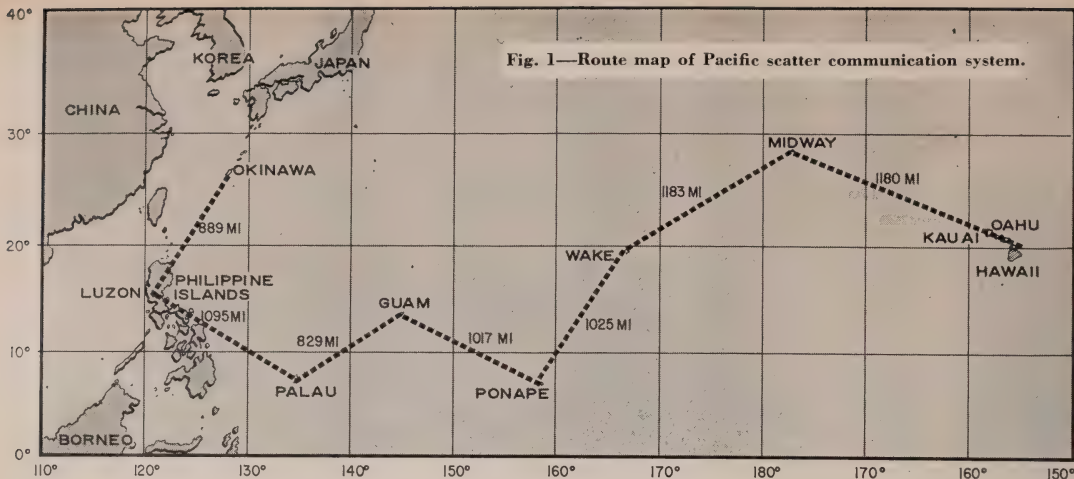 40°
KOREA
JAPAN
Fig. 1—Route map of Pacific scatter communication system.
CHINA
30°
MIDWAY
OKINAWA
1183 MI
1180 MI
889 MI
OAHU
KAUAI
20°
WAKE
HAWAII
PHILIPPINE
ISLANDS
LUZON
GUAM
1095 MI
1025 MI
829 MI
1017 MI
10°
PALAU
PONAPE
BORNEO
0°
110° 120° 130° 140° 150° 160° 170° 180° 170° 160° 150°